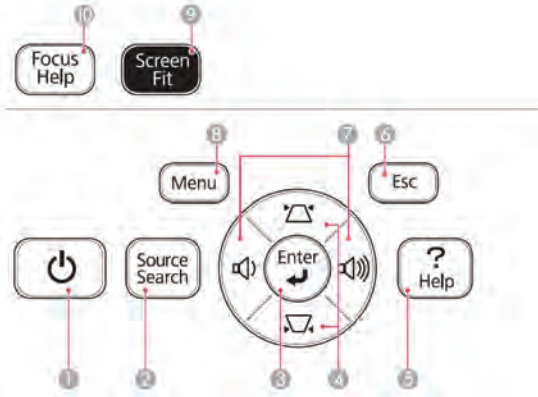 10 9
Focus
Help
Screen
Fit
8 7 6
Menu
Esc
Source
Search
Enter
?
Help
1 2 3 4 5